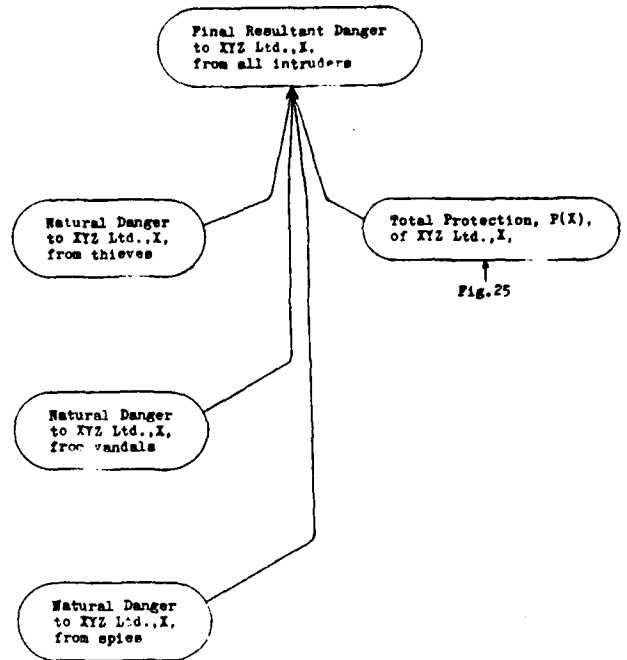 Final Resultant Danger
to XYZ Ltd.,X,
from all intruders
Natural Danger
to XYZ Ltd.,X,
from thieves
Total Protection, P(X),
of XYZ Ltd.,X,
Fig.25
Natural Danger
to XYZ Ltd.,X,
from vandals
Natural Danger
to XYZ Ltd.,X,
from spies